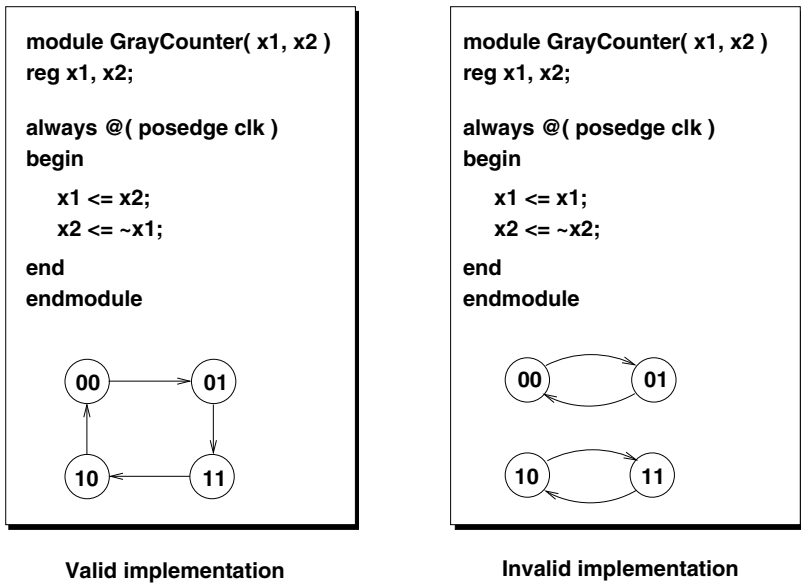 module GrayCounter( x1, x2 )
reg x1, x2;
always @( posedge clk )
begin
x1 <= x2;
x2 <= ~x1;
end
endmodule
00
01
10
11
Valid implementation
module GrayCounter( x1, x2 )
reg x1, x2;
always @( posedge clk )
begin
x1 <= x1;
x2 <= ~x2;
end
endmodule
00
01
10
11
Invalid implementation